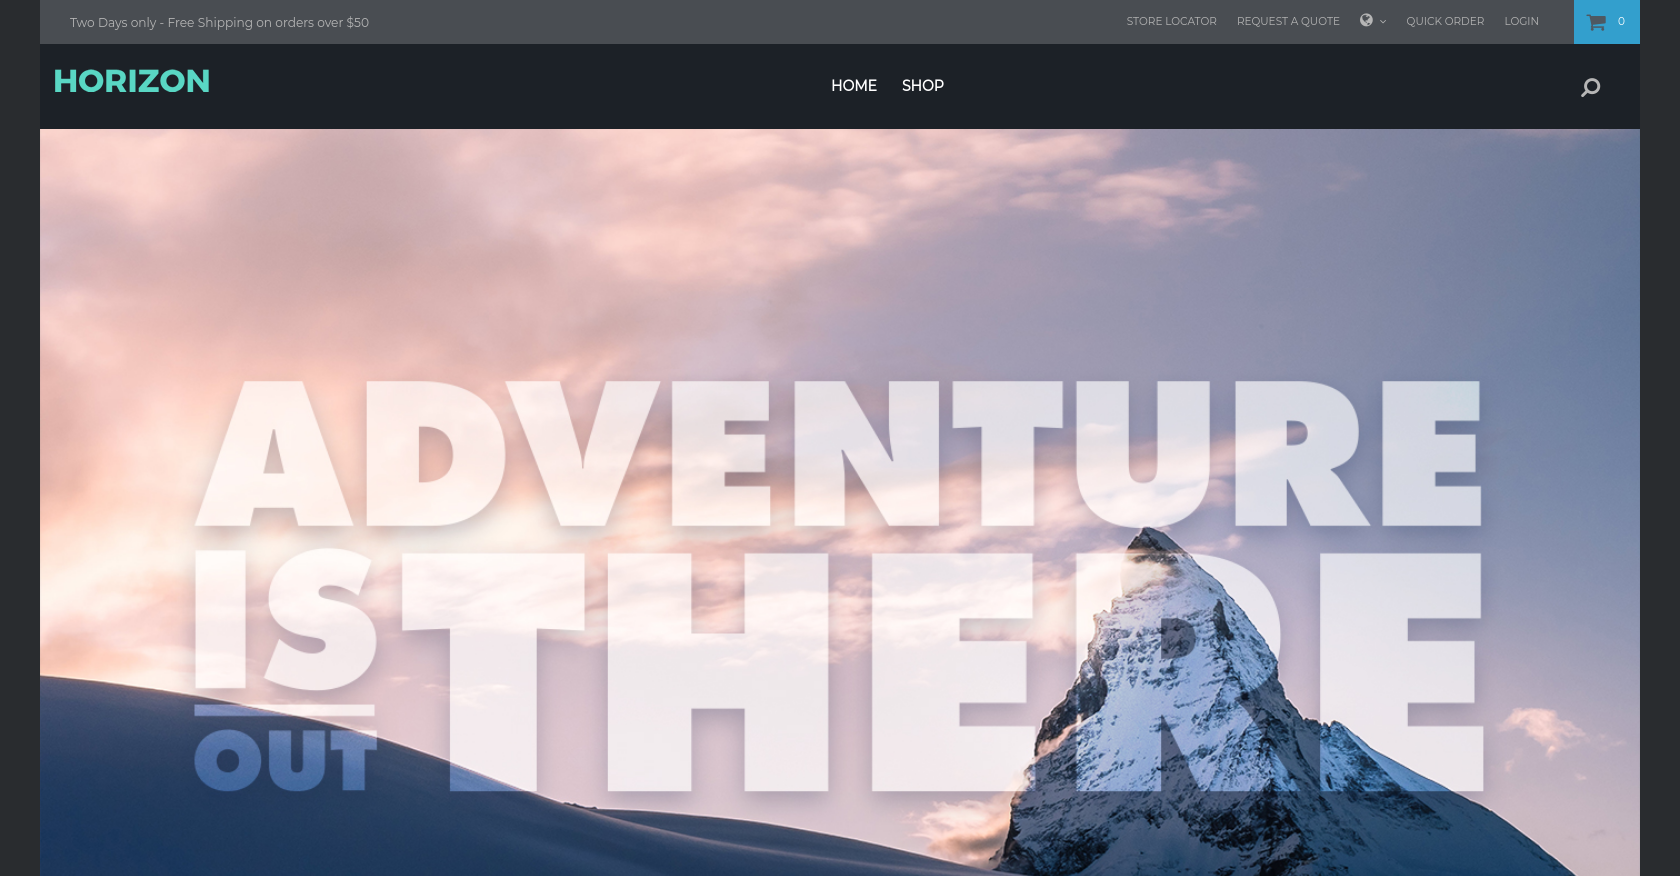 Two Days only - Free Shipping on orders over $50
STORE LOCATOR REQUEST A QUOTE QUICK ORDER LOGIN 0
HORIZON
HOME SHOP
ADVENTURE
IS THERE
OUT